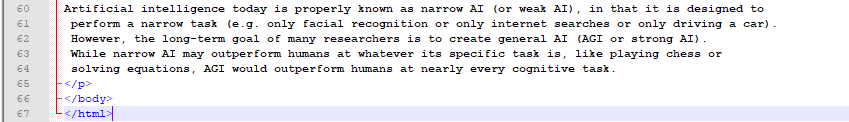 60 Artificial intelligence today is properly known as narrow AI (or weak AI), in that it is designed to
61 perform a narrow task (e.g. only facial recognition or only internet searches or only driving a car).
62 However, the long-term goal of many researchers is to create general AI (AGI or strong AI).
63 While narrow AI may outperform humans at whatever its specific task is, like playing chess or
64 solving equations, AGI would outperform humans at nearly every cognitive task.
65 </p>
66 </body>
67 </html>